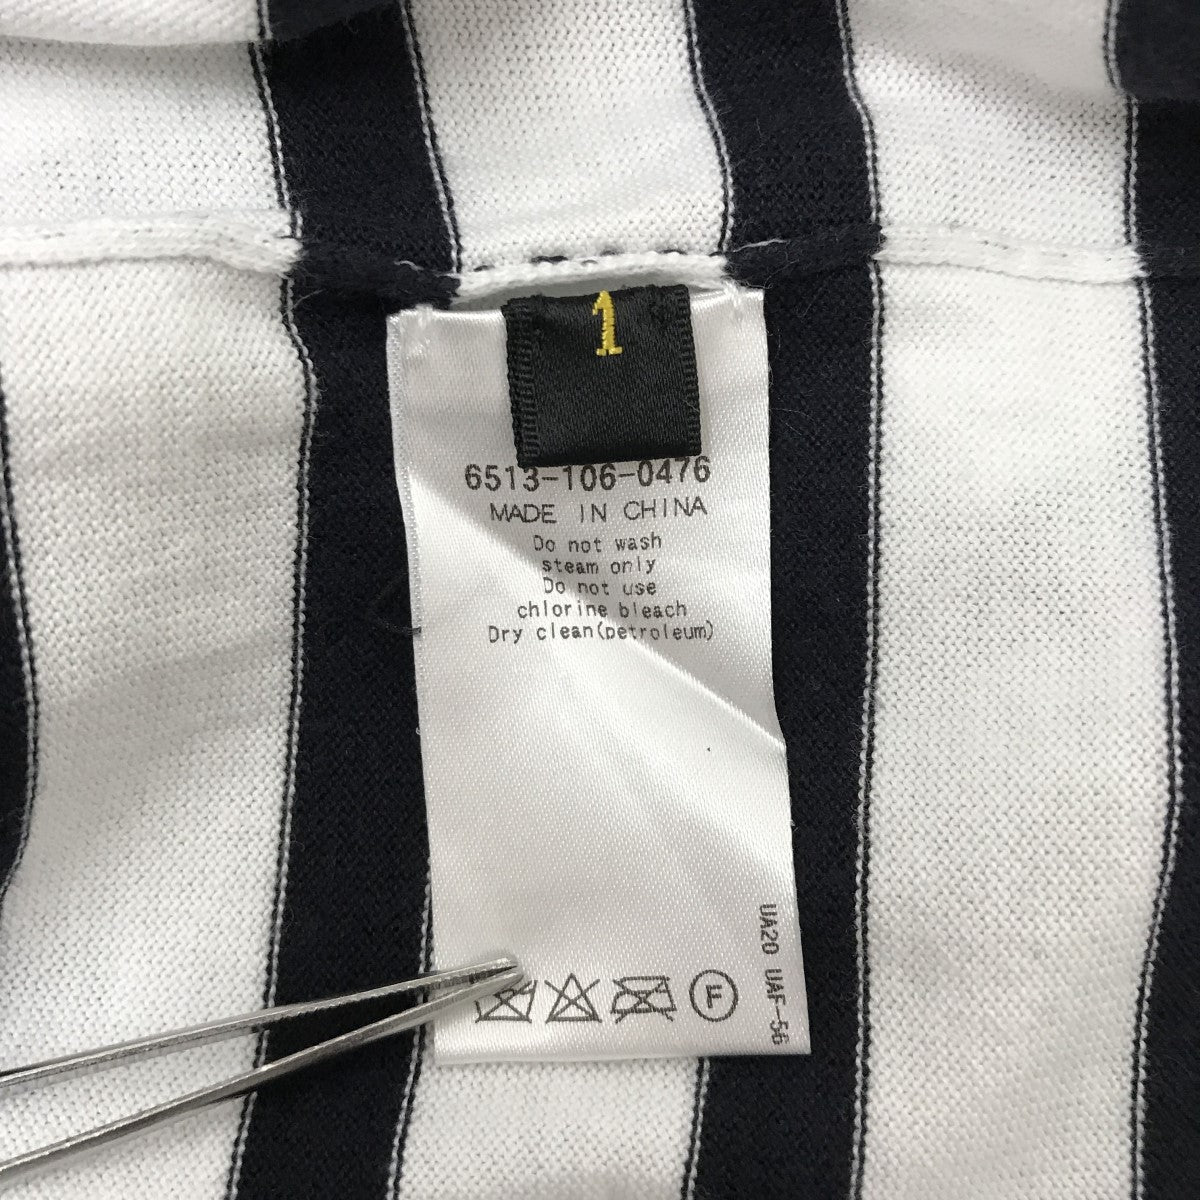 1
6513-106-0476
MADE IN CHINA
Do not wash
steam only
Do not use
chlorine bleach
Dry clean(petroleum)
UA20 UAF-56
F